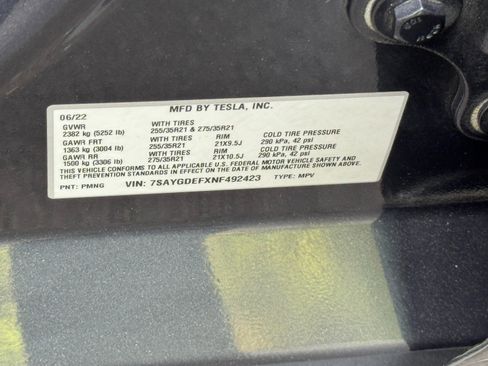 MFD BY TESLA, INC.
06/22
GVWR WITH TIRES
2382 kg (5252 lb) 255/35R21 & 275/35R21
GAWR FRT WITH TIRES RIM COLD TIRE PRESSURE
1363 kg (3004 lb) 255/35R21 21X9.5J 290 kPa, 42 psi
GAWR RR WITH TIRES RIM COLD TIRE PRESSURE
1500 kg (3306 lb) 275/35R21 21X10.5J 290 kPa, 42 psi
THIS VEHICLE CONFORMS TO ALL APPLICABLE FEDERAL MOTOR VEHICLE SAFETY AND
THEFT PREVENTION STANDARDS IN EFFECT ON THE DATE OF MANUFACTURE SHOWN ABOVE.
PNT: PMNG VIN: 7SAYGDEFXNF492423 TYPE: MPV